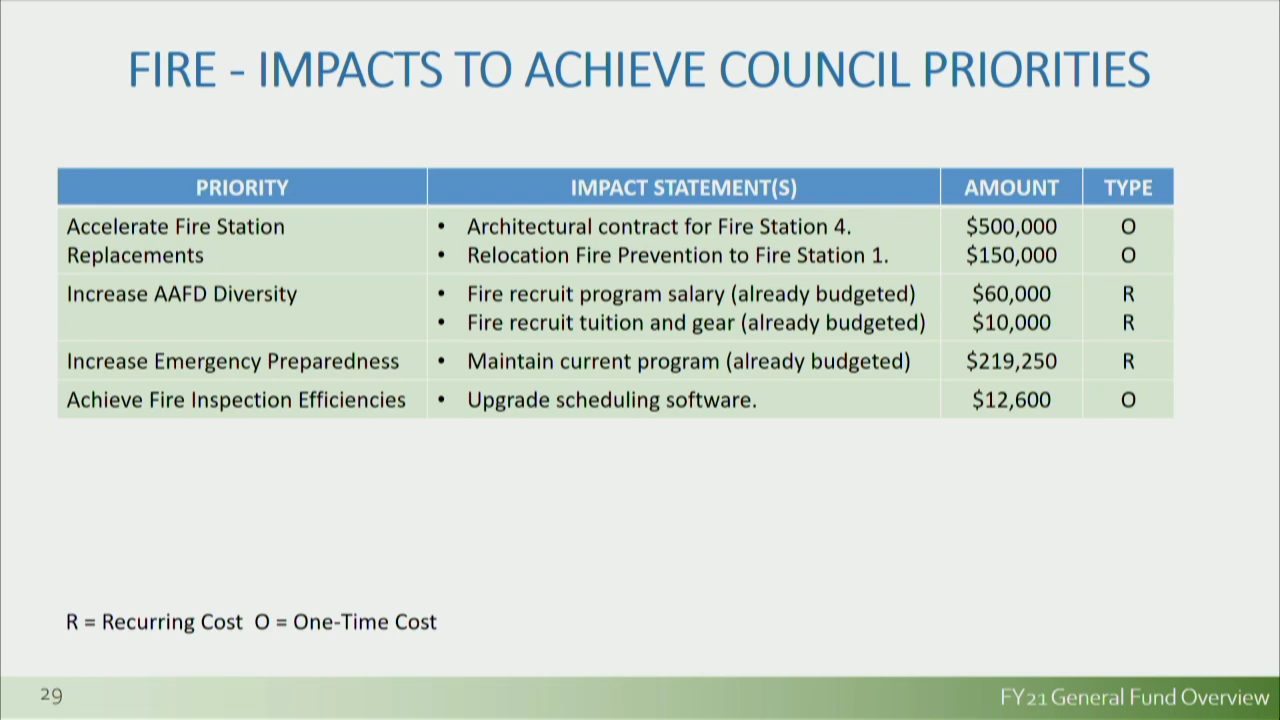 FIRE - IMPACTS TO ACHIEVE COUNCIL PRIORITIES
PRIORITY IMPACT STATEMENT(S) AMOUNT TYPE
Accelerate Fire Station • Architectural contract for Fire Station 4. $500,000 O
Replacements • Relocation Fire Prevention to Fire Station 1. $150,000 O
Increase AAFD Diversity • Fire recruit program salary (already budgeted) $60,000 R
• Fire recruit tuition and gear (already budgeted) $10,000 R
Increase Emergency Preparedness • Maintain current program (already budgeted) $219,250 R
Achieve Fire Inspection Efficiencies • Upgrade scheduling software. $12,600 O
R = Recurring Cost O = One-Time Cost
29 FY21 General Fund Overview